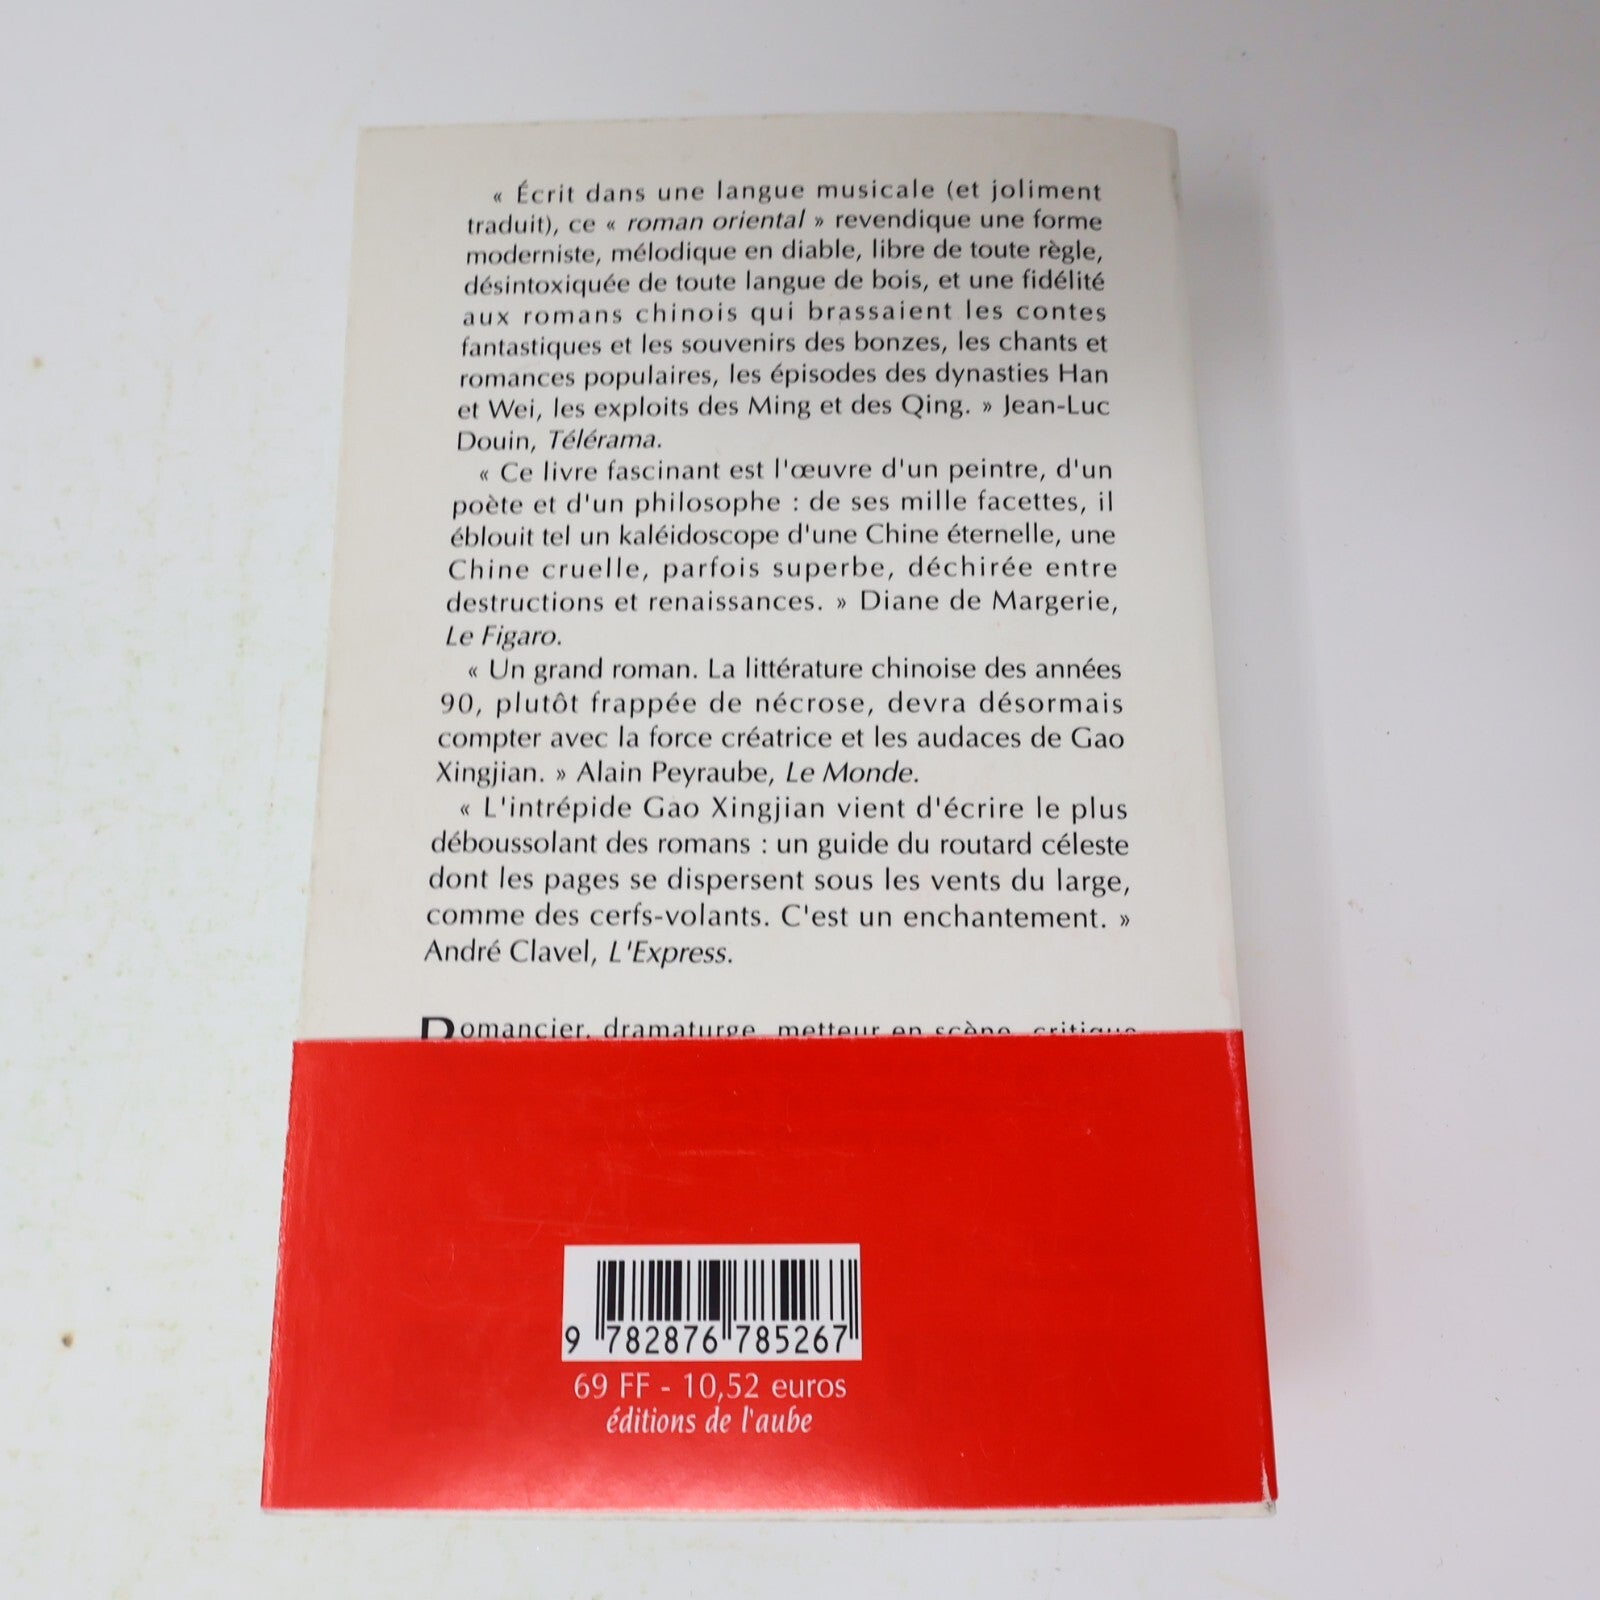 « Écrit dans une langue musicale (et joliment
traduit), ce « roman oriental » revendique une forme
moderniste, mélodique en diable, libre de toute règle,
désintoxiquée de toute langue de bois, et une fidélité
aux romans chinois qui brassaient les contes
fantastiques et les souvenirs des bonzes, les chants et
romances populaires, les épisodes des dynasties Han
et Wei, les exploits des Ming et des Qing. » Jean-Luc
Douin, Télérama.
« Ce livre fascinant est l'œuvre d'un peintre, d'un
poète et d'un philosophe : de ses mille facettes, il
éblouit tel un kaléidoscope d'une Chine éternelle, une
Chine cruelle, parfois superbe, déchirée entre
destructions et renaissances. » Diane de Margerie,
Le Figaro.
« Un grand roman. La littérature chinoise des années
90, plutôt frappée de nécrose, devra désormais
compter avec la force créatrice et les audaces de Gao
Xingjian. » Alain Peyraube, Le Monde.
« L'intrépide Gao Xingjian vient d'écrire le plus
déboussolant des romans : un guide du routard céleste
dont les pages se dispersent sous les vents du large,
comme des cerfs-volants. C'est un enchantement. »
André Clavel, L'Express.
Romancier, dramaturge, metteur en scène, critique
9 782876 785267
69 FF - 10,52 euros
éditions de l'aube